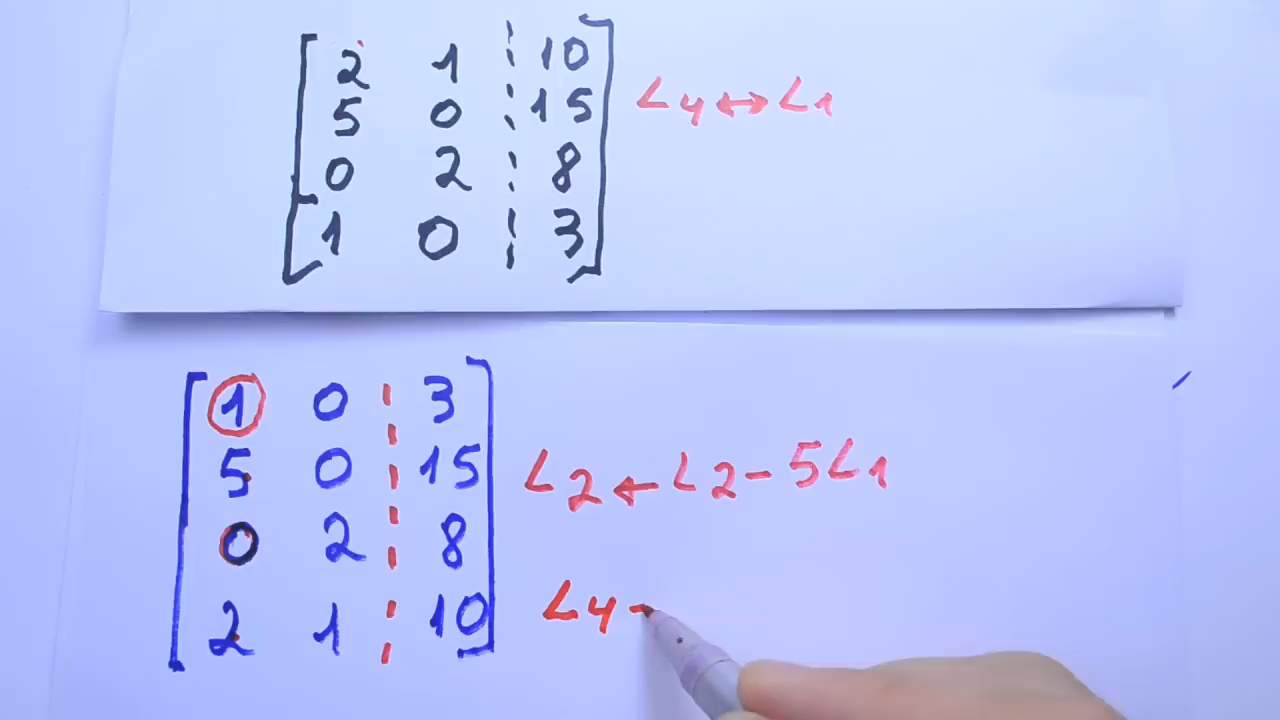 2 1 10
5 0 15 L4 ↔ L1
0 2 8
1 0 3
1 0 3
5 0 15 L2 ← L2 - 5L1
0 2 8
2 1 10 L4 -